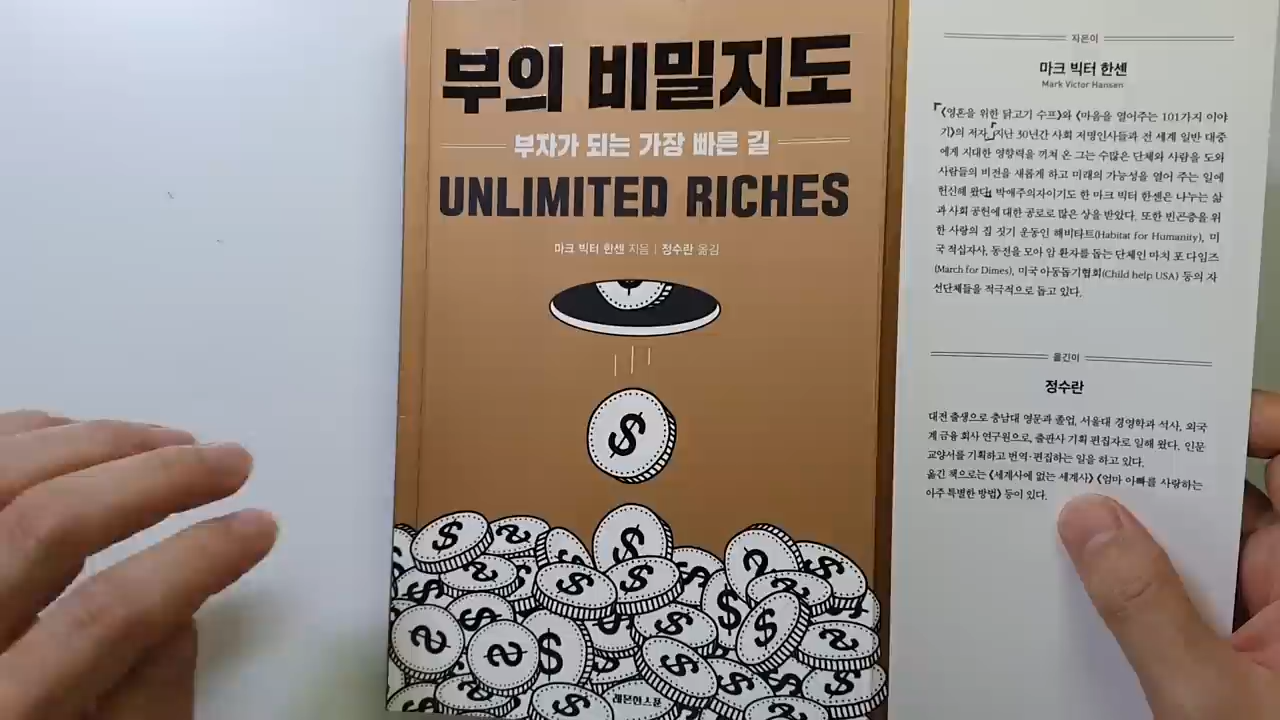 부의 비밀지도
부자가 되는 가장 빠른 길
UNLIMITED RICHES
마크 빅터 한센 지음 | 정수란 옮김
레몬한스푼
지은이
마크 빅터 한센
Mark Victor Hansen
《영혼을 위한 닭고기 수프》와 《마음을 열어주는 101가지 이야
기》의 저자. 지난 30년간 사회 저명인사들과 전 세계 일반 대중
에게 지대한 영향력을 끼쳐 온 그는 수많은 단체와 사람을 도와
사람들의 비전을 새롭게 하고 미래의 가능성을 열어 주는 일에
헌신해 왔다. 박애주의자이기도 한 마크 빅터 한센은 나누는 삶
과 사회 공헌에 대한 공로로 많은 상을 받았다. 또한 빈곤층을 위
한 사랑의 집 짓기 운동인 해비타트(Habitat for Humanity), 미
국 적십자사, 동전을 모아 암 환자를 돕는 단체인 마치 포 다임즈
(March for Dimes), 미국 아동돕기협회(Child help USA) 등의 자
선단체들을 적극적으로 돕고 있다.
옮긴이
정수란
대전 출생으로 충남대 영문과 졸업, 서울대 경영학과 석사. 외국
계 금융 회사 연구원으로, 출판사 기획 편집자로 일해 왔다. 인문
교양서를 기획하고 번역·편집하는 일을 하고 있다.
옮긴 책으로는 《세계사에 없는 세계사》 《엄마 아빠를 사랑하는
아주 특별한 방법》 등이 있다.